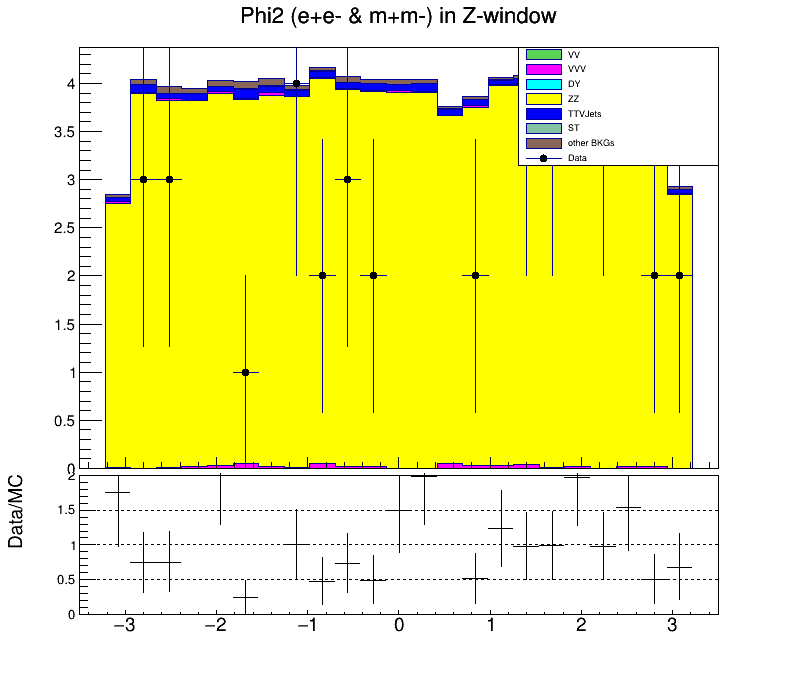 Phi2 (e+e- & m+m-) in Z-window
4
3.5
3
2.5
2
1.5
1
0.5
0
VV
VVV
DY
ZZ
TTVJets
ST
other BKGs
Data
Data/MC
2
1.5
1
0.5
0
−3 −2 −1 0 1 2 3